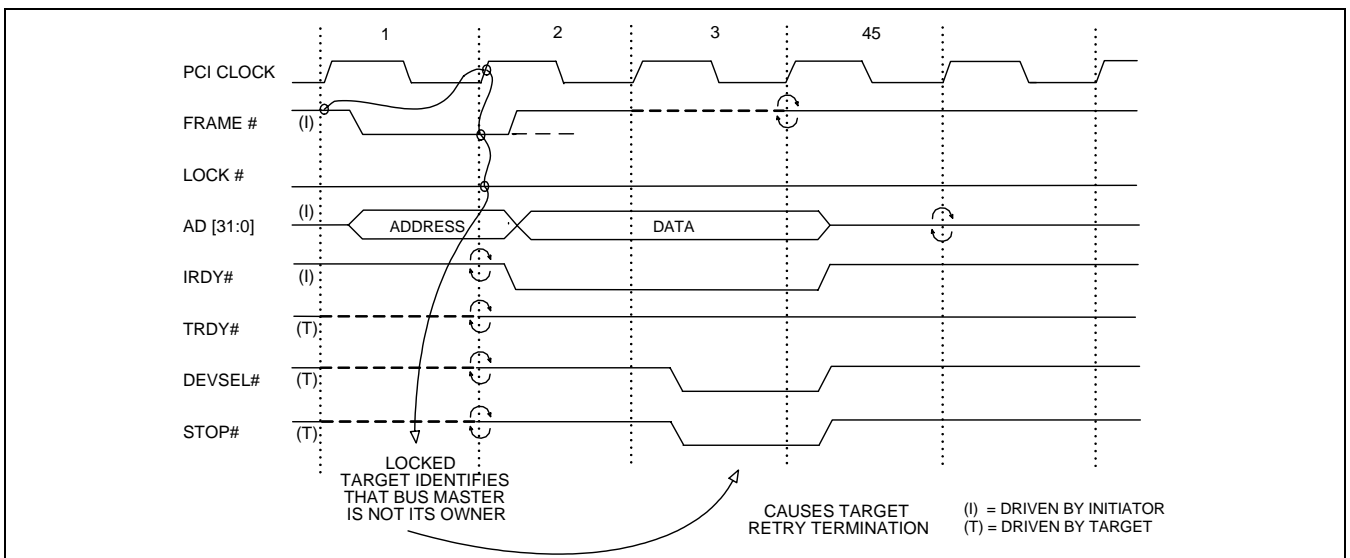 1 2 3 45
PCI CLOCK
FRAME # (I)
LOCK #
AD [31:0] (I) ADDRESS DATA
IRDY# (I)
TRDY# (T)
DEVSEL# (T)
STOP# (T)
LOCKED
TARGET IDENTIFIES
THAT BUS MASTER
IS NOT ITS OWNER
CAUSES TARGET
RETRY TERMINATION
(I) = DRIVEN BY INITIATOR
(T) = DRIVEN BY TARGET